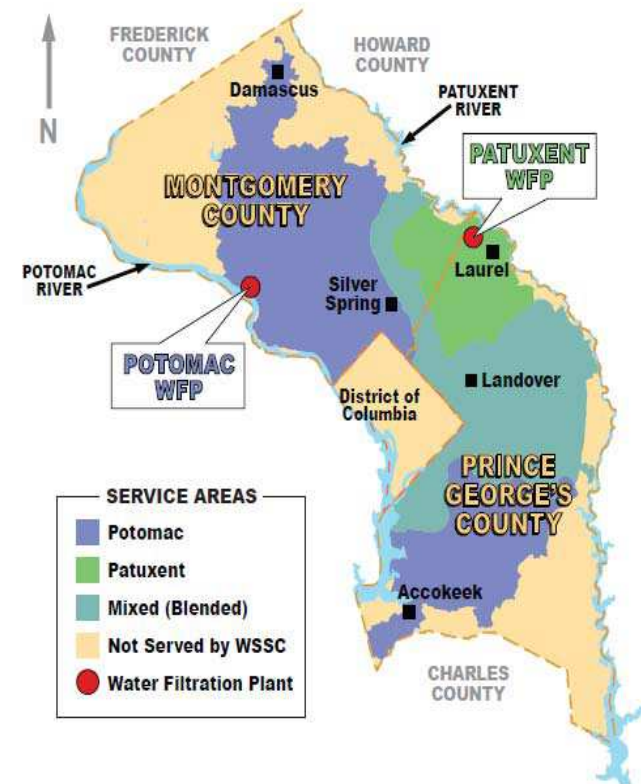 FREDERICK
COUNTY
HOWARD
COUNTY
Damascus
PATUXENT
RIVER
N
PATUXENT
WFP
MONTGOMERY
COUNTY
Laurel
POTOMAC
RIVER
Silver
Spring
POTOMAC
WFP
Landover
District of
Columbia
PRINCE
GEORGE'S
COUNTY
SERVICE AREAS
Potomac
Patuxent
Mixed (Blended)
Not Served by WSSC
Water Filtration Plant
Accokeek
CHARLES
COUNTY